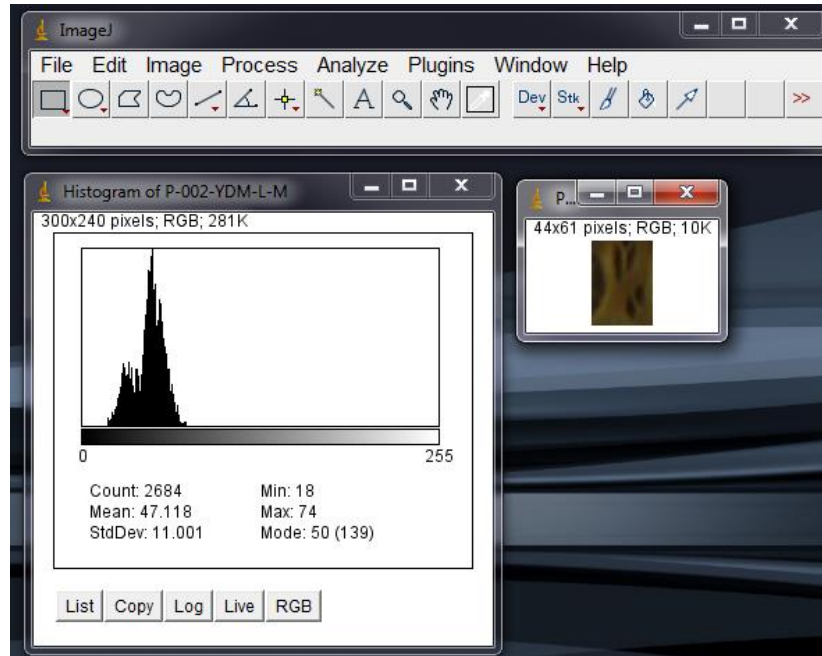 ImageJ
File Edit Image Process Analyze Plugins Window Help
A Dev Stk >>
Histogram of P-002-YDM-L-M
300x240 pixels; RGB; 281K
0 255
Count: 2684 Min: 18
Mean: 47.118 Max: 74
StdDev: 11.001 Mode: 50 (139)
List Copy Log Live RGB
P...
44x61 pixels; RGB; 10K